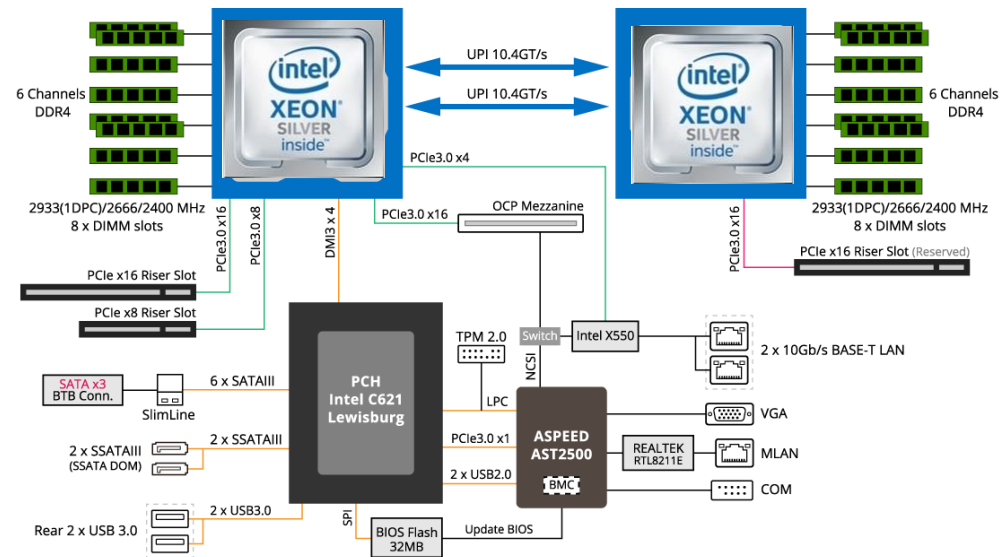 UPI 10.4GT/s
UPI 10.4GT/s
intel
XEON®
SILVER
inside™
intel
XEON®
SILVER
inside™
6 Channels
DDR4
6 Channels
DDR4
2933(1DPC)/2666/2400 MHz
8 x DIMM slots
2933(1DPC)/2666/2400 MHz
8 x DIMM slots
PCIe3.0 x4
PCIe3.0 x16
PCIe3.0 x8
DMI3 x 4
PCIe3.0 x16
OCP Mezzanine
PCIe3.0 x16
PCIe x16 Riser Slot (Reserved)
PCIe x16 Riser Slot
PCIe x8 Riser Slot
TPM 2.0
Switch
Intel X550
2 x 10Gb/s BASE-T LAN
NCSI
SATA x3
BTB Conn.
SlimLine
6 x SATAIII
PCH
Intel C621
Lewisburg
LPC
VGA
2 x SSATAIII
(SSATA DOM)
2 x SSATAIII
PCIe3.0 x1
ASPEED
AST2500
REALTEK
RTL8211E
MLAN
2 x USB2.0
BMC
COM
Rear 2 x USB 3.0
2 x USB3.0
SPI
BIOS Flash
32MB
Update BIOS